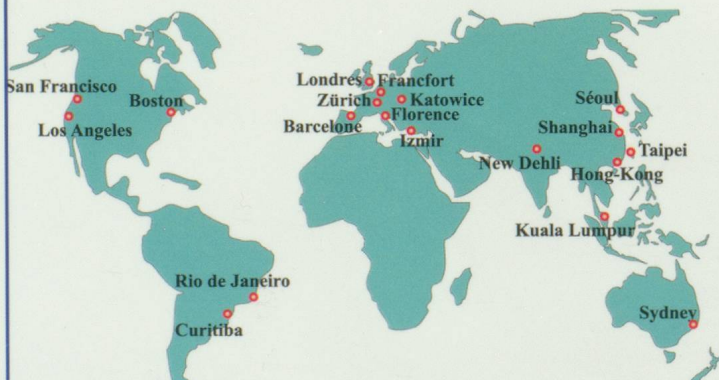 San Francisco
Boston
Los Angeles
Londres
Francfort
Zürich
Katowice
Barcelone
Florence
Izmir
Séoul
Shanghai
Taipei
New Dehli
Hong-Kong
Kuala Lumpur
Rio de Janeiro
Curitiba
Sydney